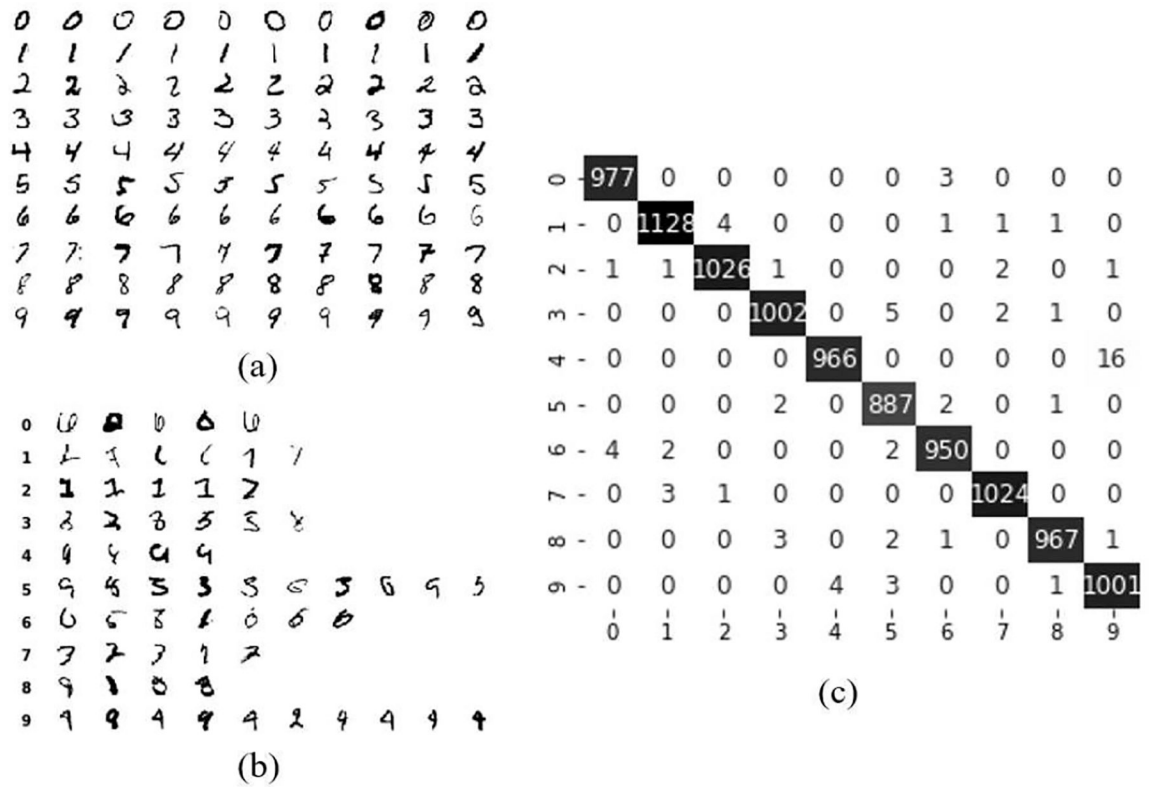 0 0 0 0 0 0 0 0 0 0
1 1 1 1 1 1 1 1 1 1
2 2 2 2 2 2 2 2 2 2
3 3 3 3 3 3 3 3 3 3
4 4 4 4 4 4 4 4 4 4
5 5 5 5 5 5 5 5 5 5
6 6 6 6 6 6 6 6 6 6
7 7 7 7 7 7 7 7 7 7
8 8 8 8 8 8 8 8 8 8
9 9 9 9 9 9 9 9 9 9
(a)
0
1
2
3
4
5
6
7
8
9
(b)
0 - 977 0 0 0 0 0 3 0 0 0
1 - 0 1128 4 0 0 0 1 1 1 0
2 - 1 1 1026 1 0 0 0 2 0 1
3 - 0 0 0 1002 0 5 0 2 1 0
4 - 0 0 0 0 966 0 0 0 0 16
5 - 0 0 0 2 0 887 2 0 1 0
6 - 4 2 0 0 0 2 950 0 0 0
7 - 0 3 1 0 0 0 0 1024 0 0
8 - 0 0 0 3 0 2 1 0 967 1
9 - 0 0 0 0 4 3 0 0 1 1001
0 1 2 3 4 5 6 7 8 9
(c)